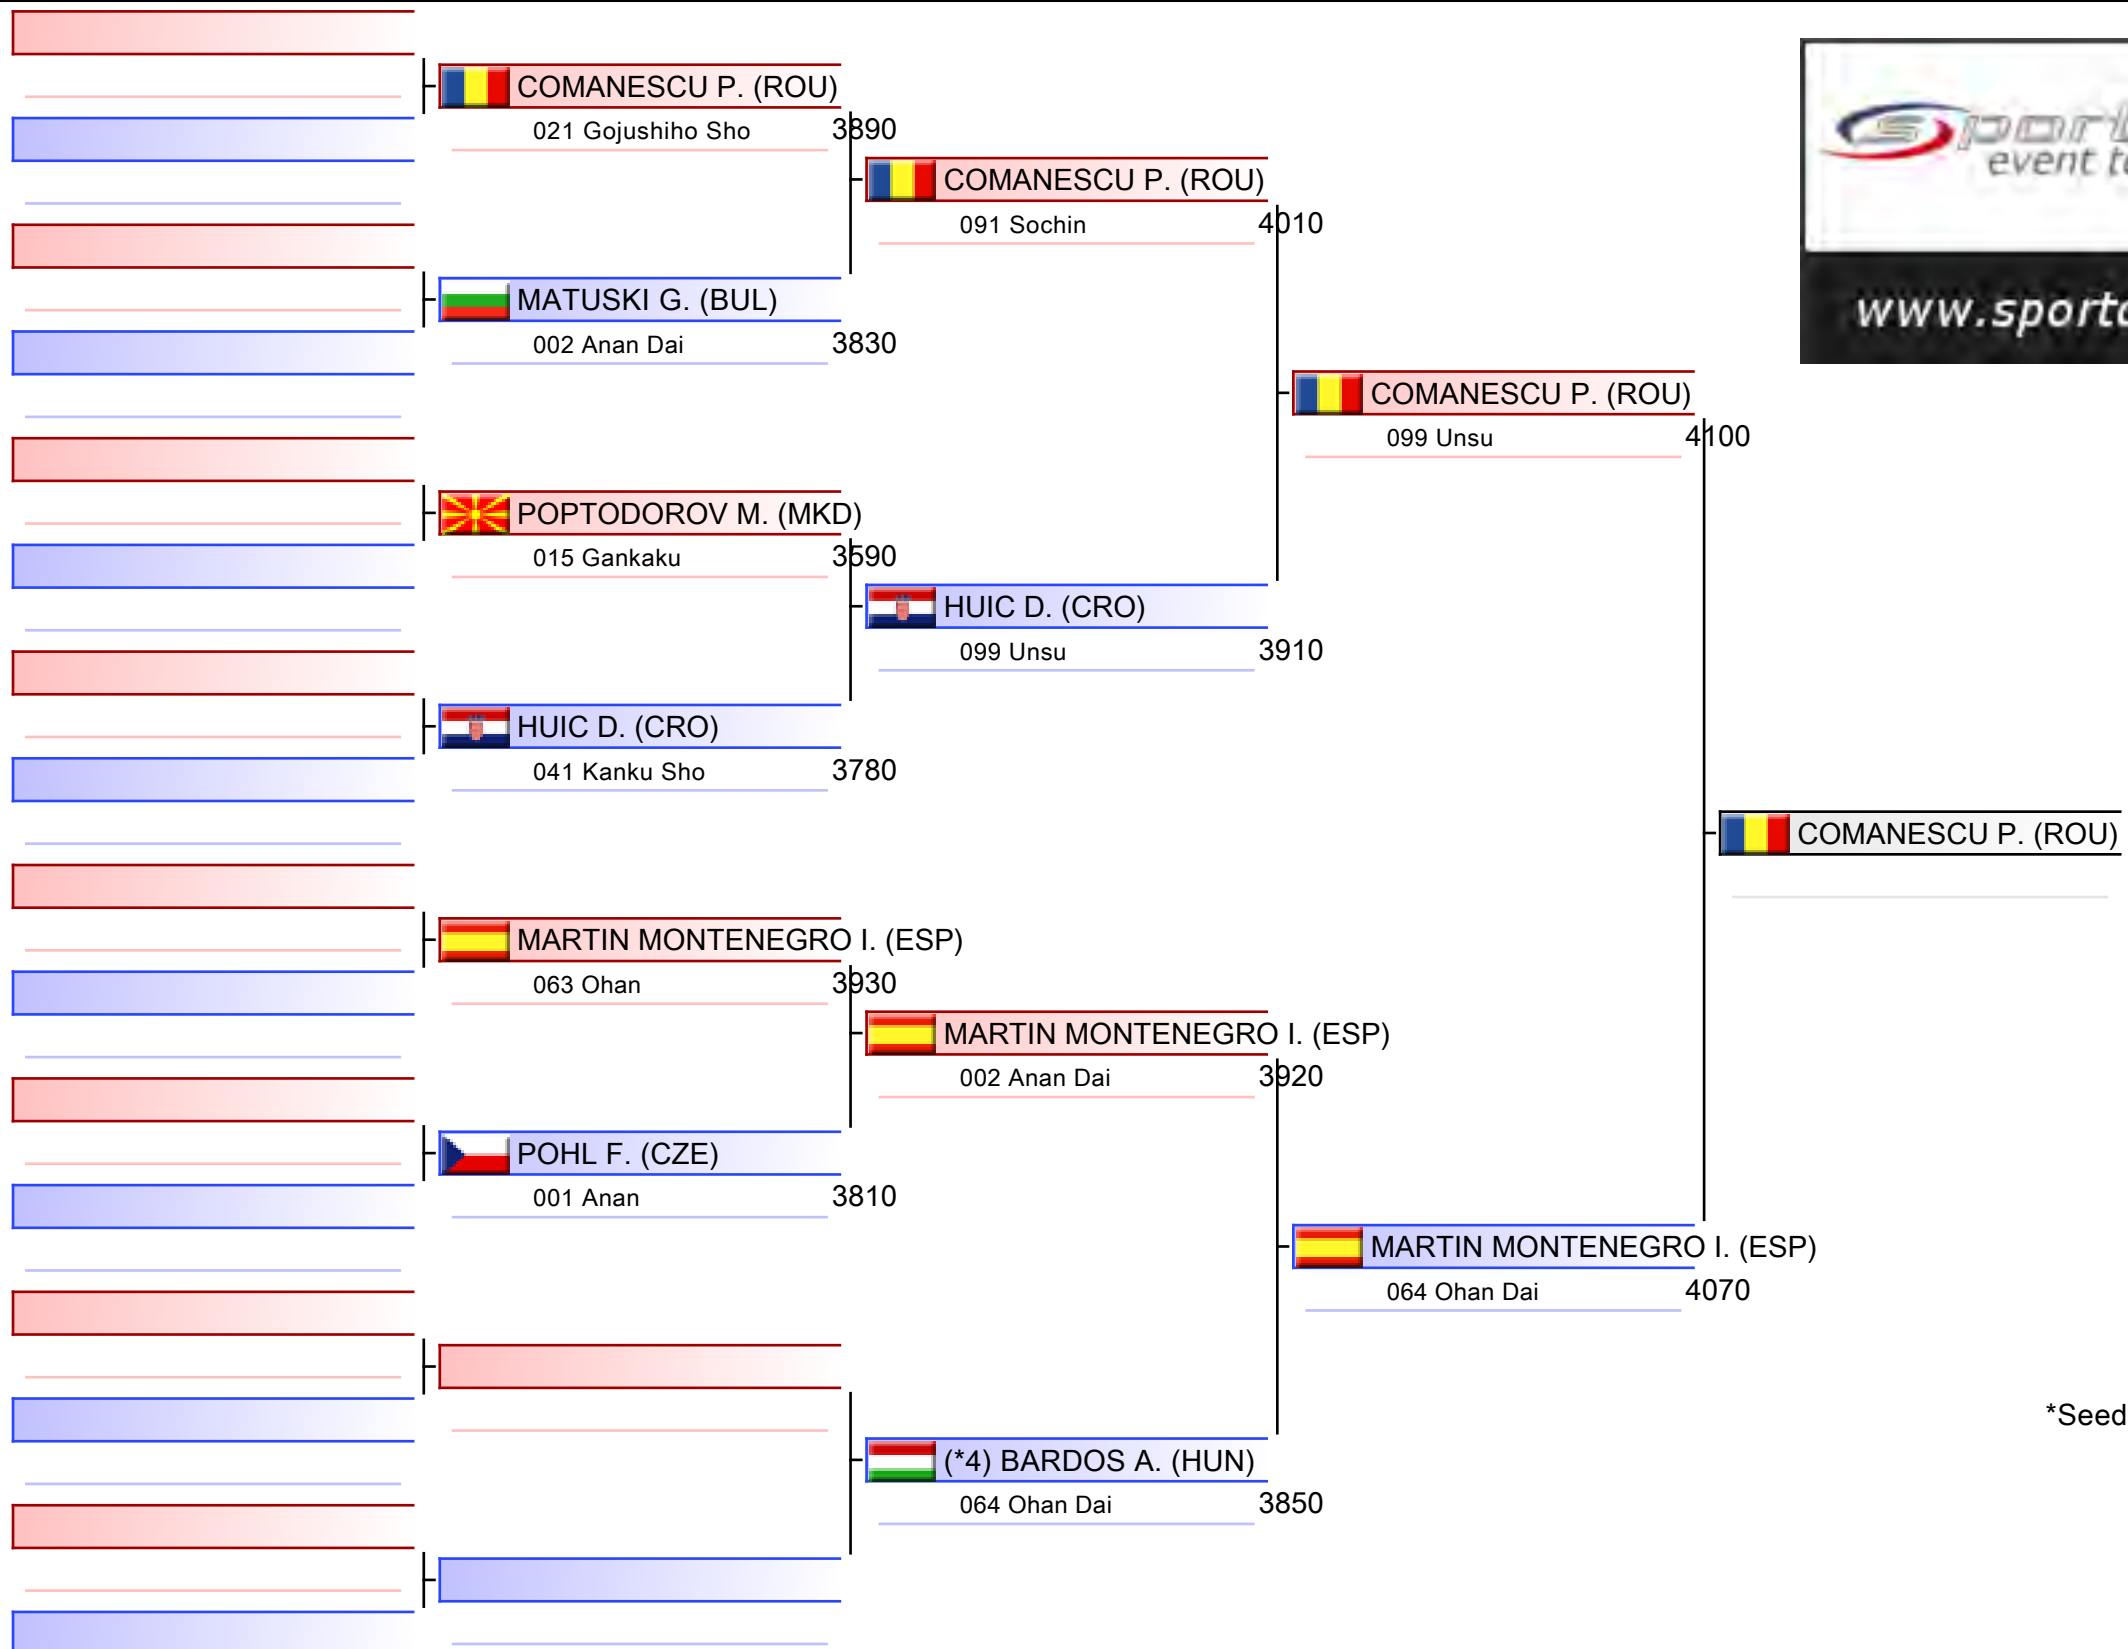 COMANESCU P. (ROU)
021 Gojushiho Sho 3890
MATUSKI G. (BUL)
002 Anan Dai 3830
POPTODOROV M. (MKD)
015 Gankaku 3590
HUIC D. (CRO)
041 Kanku Sho 3780
MARTIN MONTENEGRO I. (ESP)
063 Ohan 3930
POHL F. (CZE)
001 Anan 3810
COMANESCU P. (ROU)
091 Sochin 4010
HUIC D. (CRO)
099 Unsu 3910
MARTIN MONTENEGRO I. (ESP)
002 Anan Dai 3920
(*4) BARDOS A. (HUN)
064 Ohan Dai 3850
COMANESCU P. (ROU)
099 Unsu 4100
MARTIN MONTENEGRO I. (ESP)
064 Ohan Dai 4070
COMANESCU P. (ROU)
event
*Seed